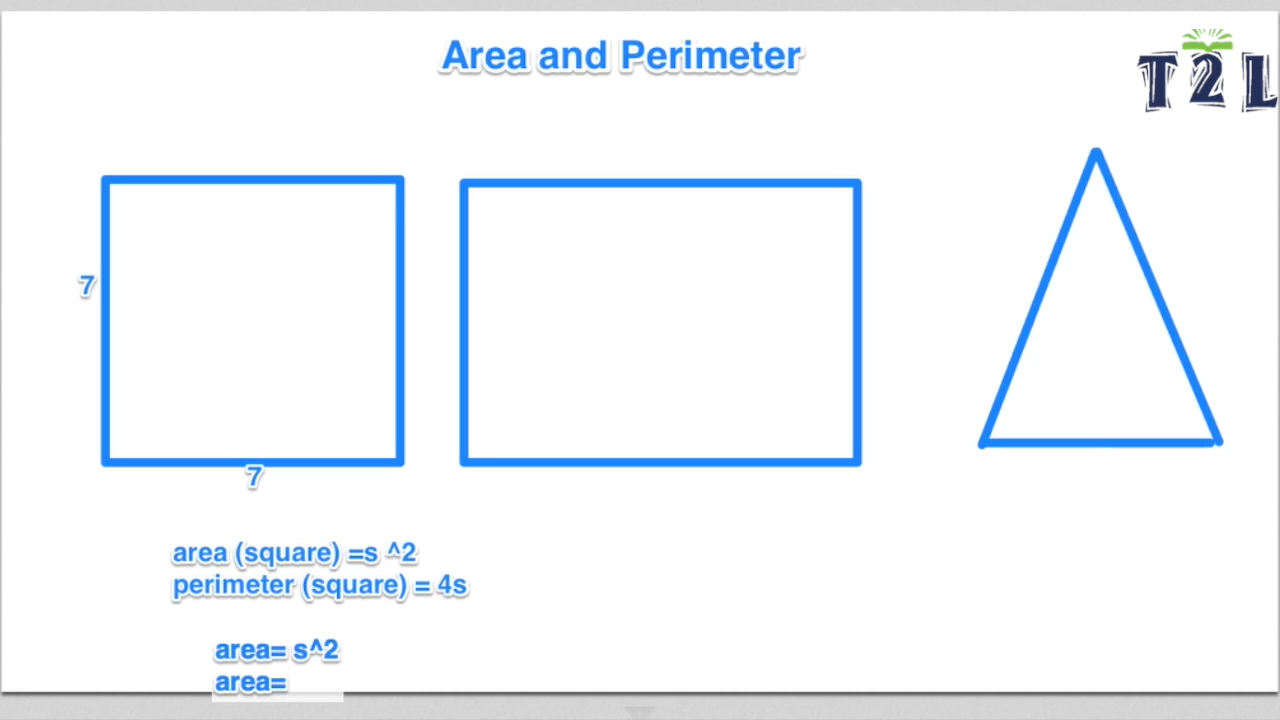 Area and Perimeter
T2L
7
7
area (square) =s ^2
perimeter (square) = 4s
area= s^2
area=